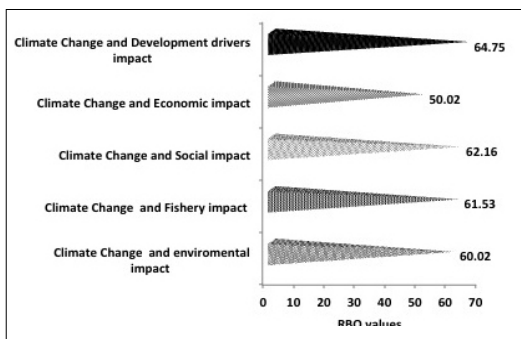 Climate Change and Development drivers
impact
64.75
Climate Change and Economic impact
50.02
Climate Change and Social impact
62.16
Climate Change and Fishery impact
61.53
Climate Change and enviromental
impact
60.02
0 10 20 30 40 50 60 70
RBO values